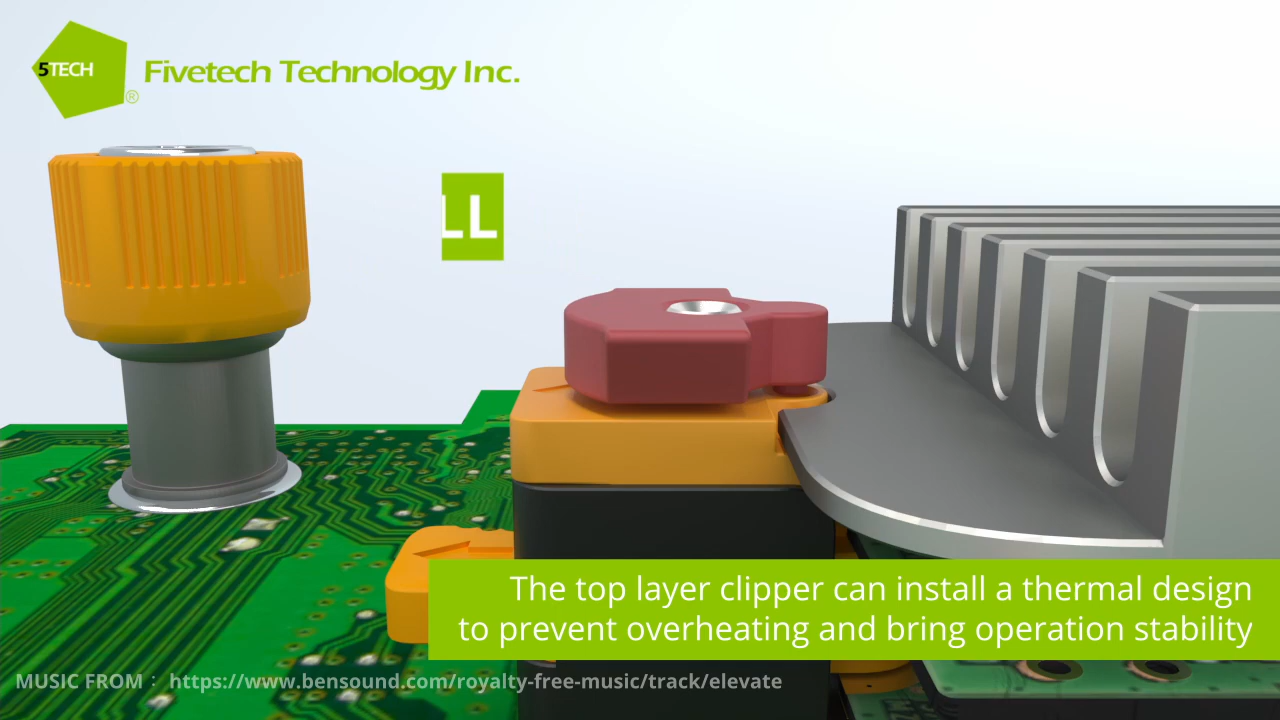 5TECH
®
Fivetech Technology Inc.
LL
The top layer clipper can install a thermal design
to prevent overheating and bring operation stability
MUSIC FROM： https://www.bensound.com/royalty-free-music/track/elevate